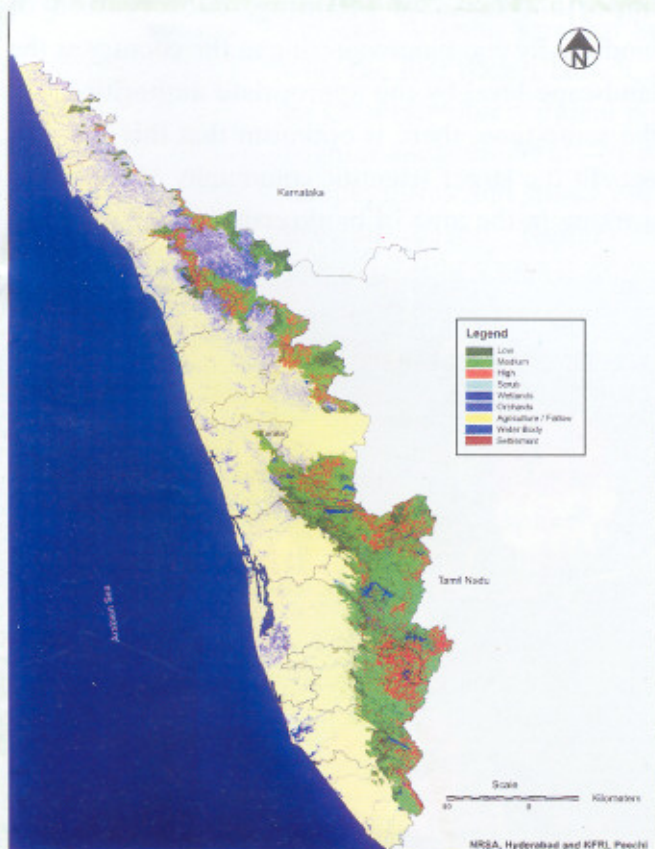 N
Karnataka
Legend
Low
Medium
High
Scrub
Wetlands
Orchards
Agriculture / Fallow
Water Body
Settlement
Tamil Nadu
Arabian Sea
Scale
Kilometers
NRSA, Hyderabad and KFRI, Peechi